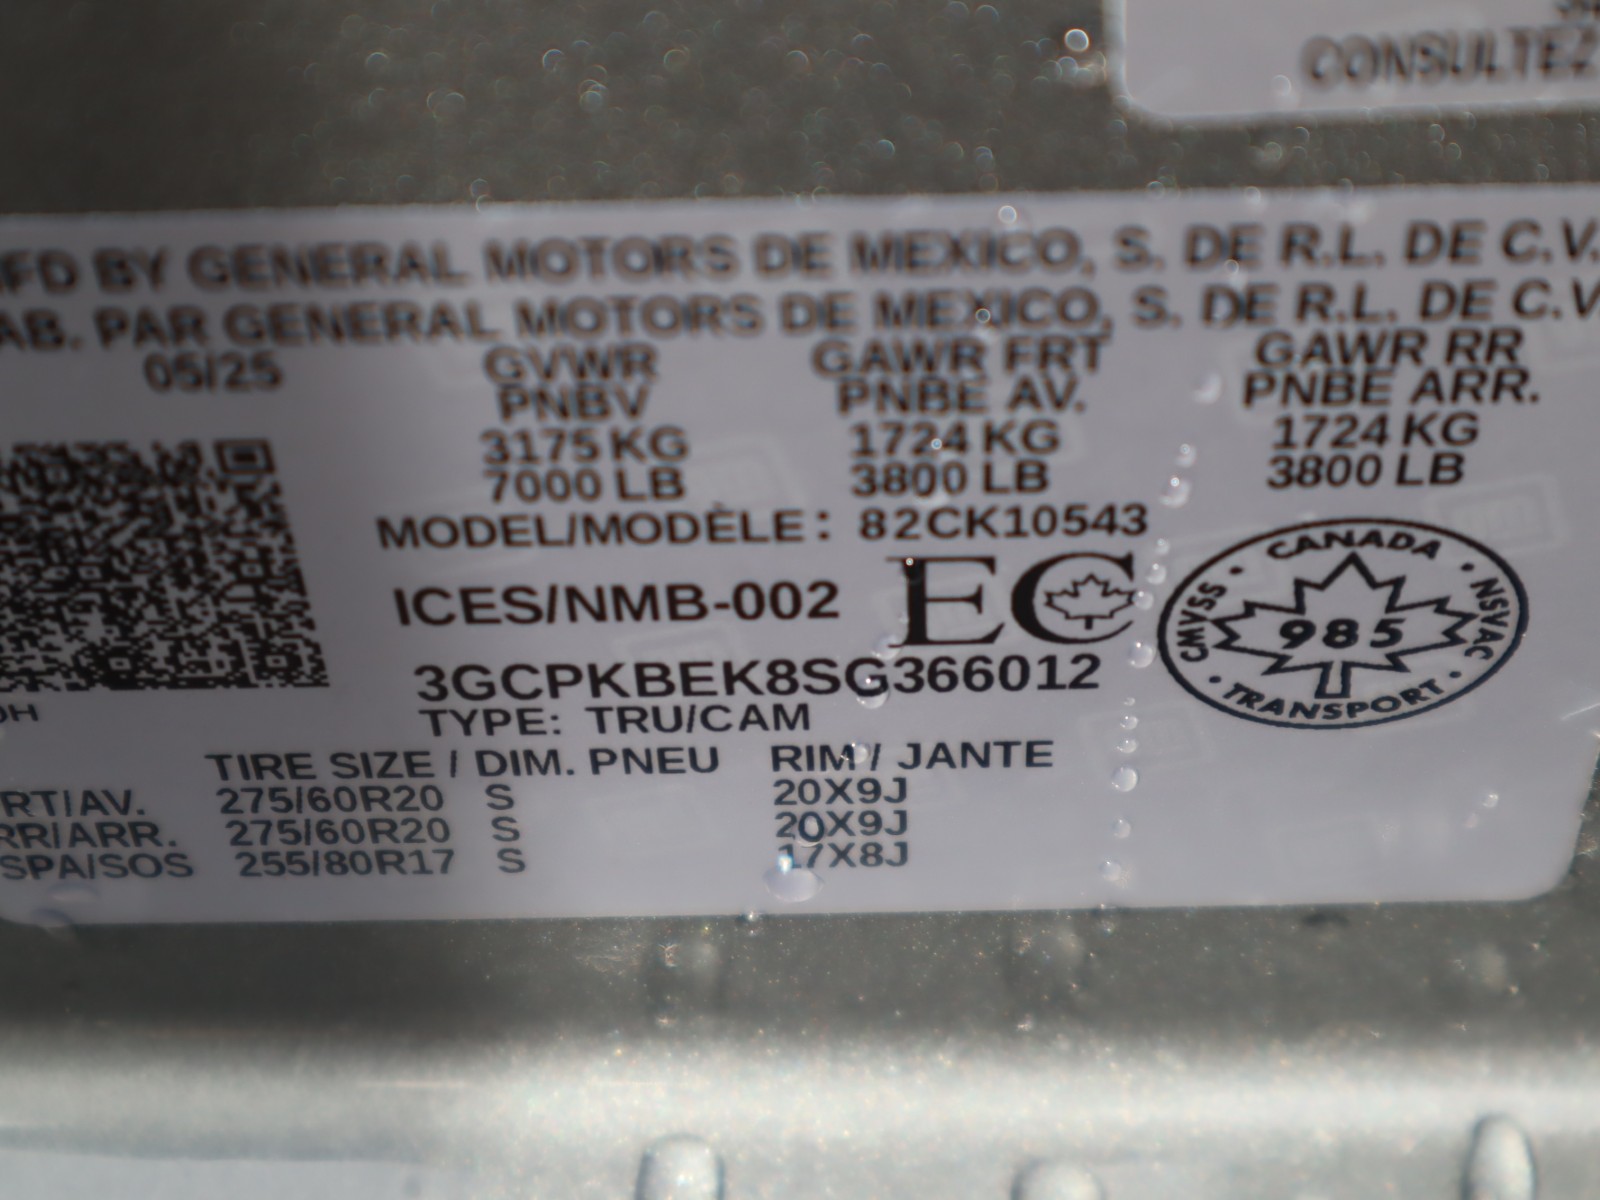 CONSULTEZ
MFD BY GENERAL MOTORS DE MEXICO, S. DE R.L. DE C.V.
FAB. PAR GENERAL MOTORS DE MEXICO, S. DE R.L. DE C.V.
05/25 GVWR GAWR FRT GAWR RR
PNBV PNBE AV. PNBE ARR.
3175 KG 1724 KG 1724 KG
7000 LB 3800 LB 3800 LB
MODEL/MODÈLE: 82CK10543
ICES/NMB-002 EC
CANADA
CMVSS • NSVAC
985
TRANSPORT
3GCPKBEK8SG366012
TYPE: TRU/CAM
TIRE SIZE / DIM. PNEU RIM / JANTE
FRT/AV. 275/60R20 S 20X9J
RR/ARR. 275/60R20 S 20X9J
SPA/SOS 255/80R17 S 17X8J